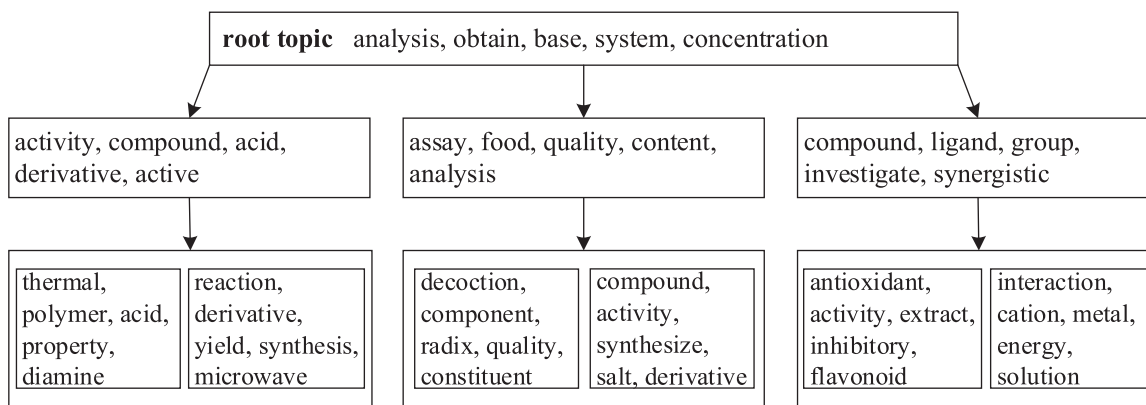 root topic analysis, obtain, base, system, concentration
activity, compound, acid,
derivative, active
assay, food, quality, content,
analysis
compound, ligand, group,
investigate, synergistic
thermal,
polymer, acid,
property,
diamine
reaction,
derivative,
yield, synthesis,
microwave
decoction,
component,
radix, quality,
constituent
compound,
activity,
synthesize,
salt, derivative
antioxidant,
activity, extract,
inhibitory,
flavonoid
interaction,
cation, metal,
energy,
solution